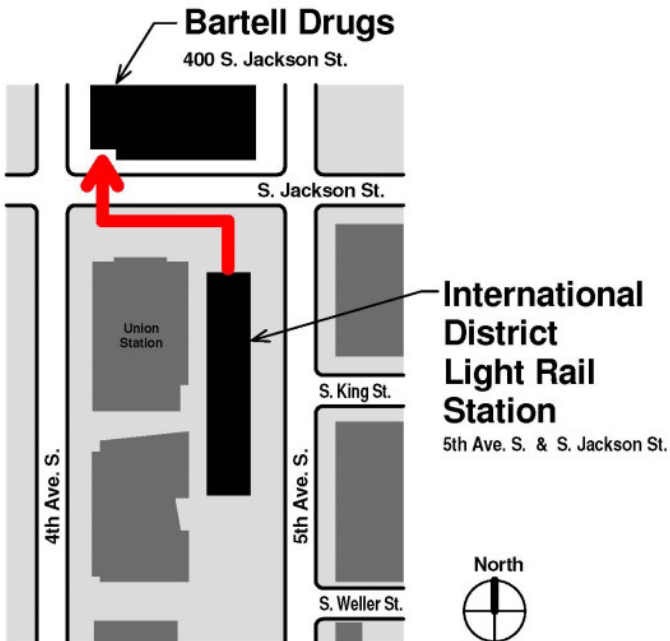 Bartell Drugs
400 S. Jackson St.
S. Jackson St.
International
District
Light Rail
Station
5th Ave. S. & S. Jackson St.
Union
Station
S. King St.
4th Ave. S.
5th Ave. S.
North
S. Weller St.